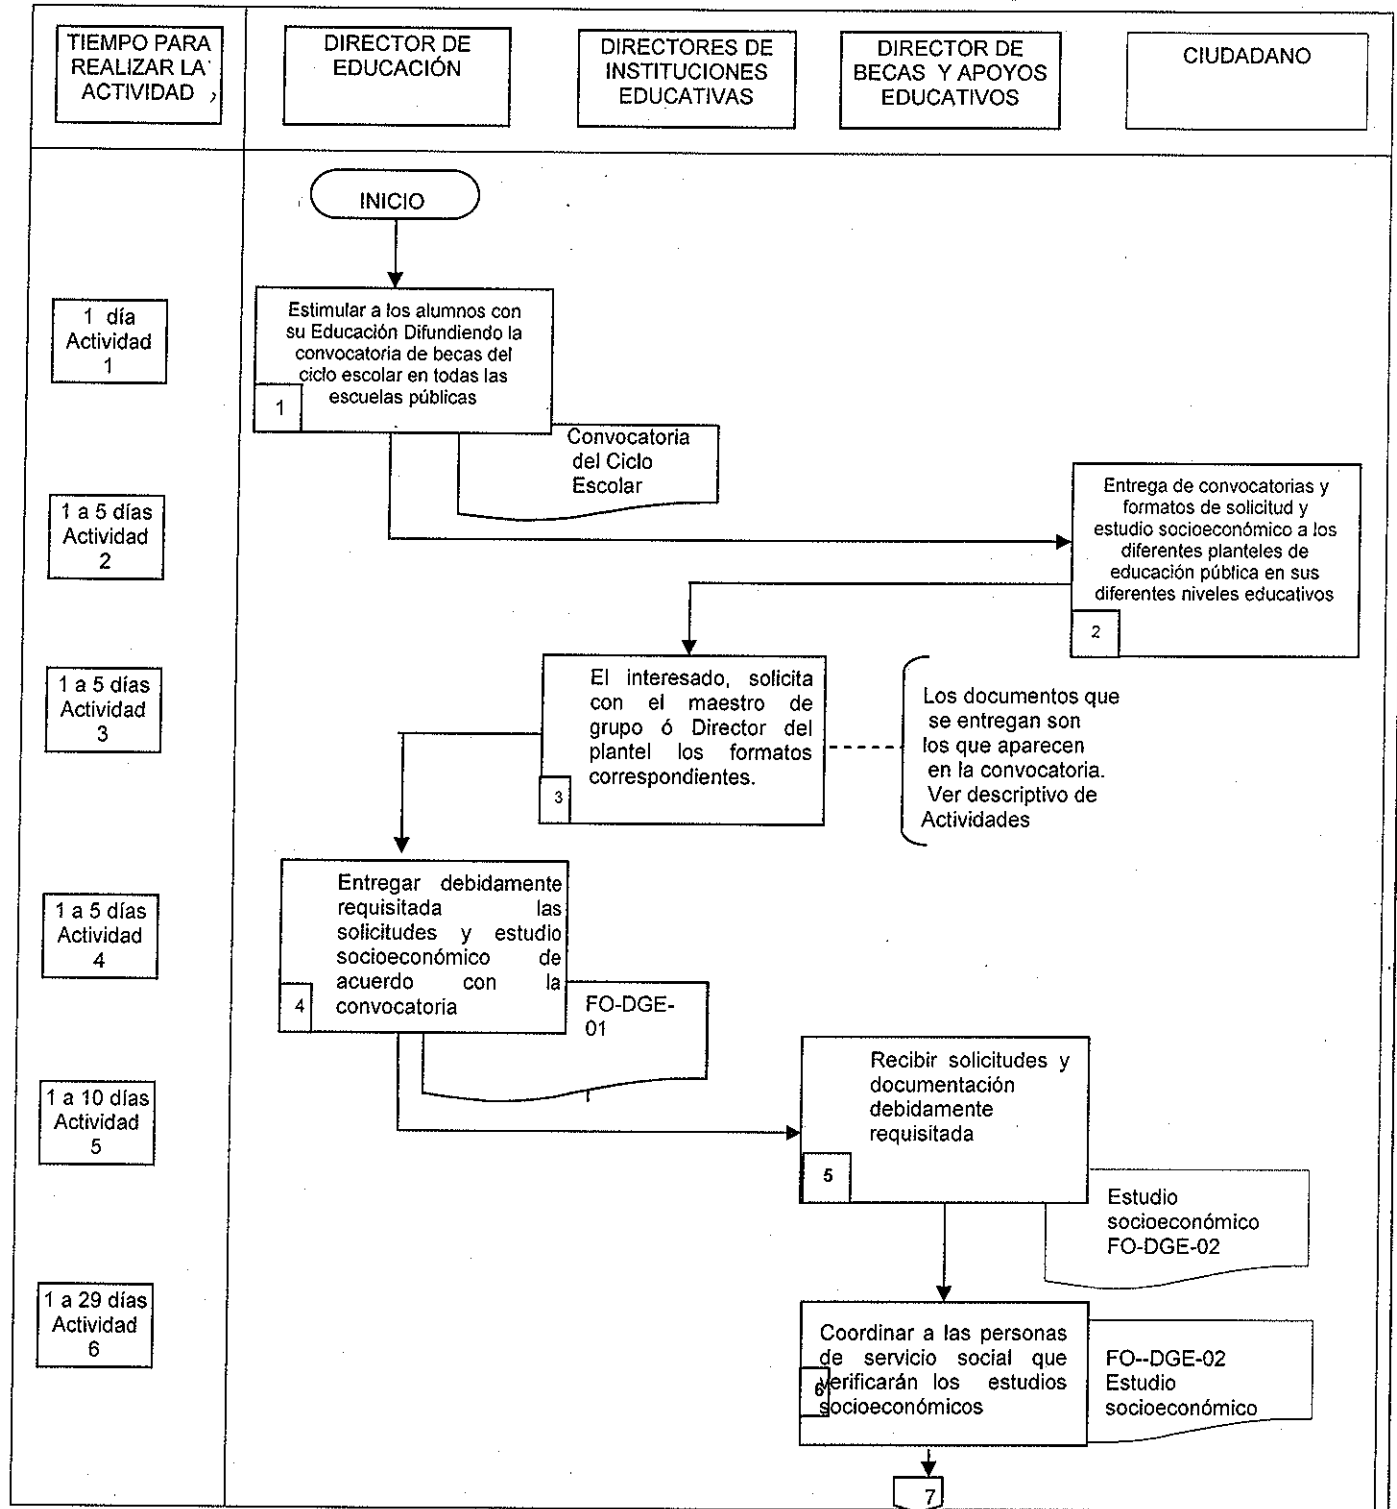 TIEMPO PARA
REALIZAR LA
ACTIVIDAD
DIRECTOR DE
EDUCACIÓN
DIRECTORES DE
INSTITUCIONES
EDUCATIVAS
DIRECTOR DE
BECAS Y APOYOS
EDUCATIVOS
CIUDADANO
INICIO
1 día
Actividad
1
Estimular a los alumnos con
su Educación Difundiendo la
convocatoria de becas del
ciclo escolar en todas las
escuelas públicas
1
Convocatoria
del Ciclo
Escolar
1 a 5 días
Actividad
2
Entrega de convocatorias y
formatos de solicitud y
estudio socioeconómico a los
diferentes planteles de
educación pública en sus
diferentes niveles educativos
2
1 a 5 días
Actividad
3
El interesado, solicita
con el maestro de
grupo ó Director del
plantel los formatos
correspondientes.
3
Los documentos que
se entregan son
los que aparecen
en la convocatoria.
Ver descriptivo de
Actividades
1 a 5 días
Actividad
4
Entregar debidamente
requisitada las
solicitudes y estudio
socioeconómico de
acuerdo con la
convocatoria
4
FO-DGE-
01
1 a 10 días
Actividad
5
Recibir solicitudes y
documentación
debidamente
requisitada
5
Estudio
socioeconómico
FO-DGE-02
1 a 29 días
Actividad
6
Coordinar a las personas
de servicio social que
verificarán los estudios
socioeconómicos
6
FO--DGE-02
Estudio
socioeconómico
7